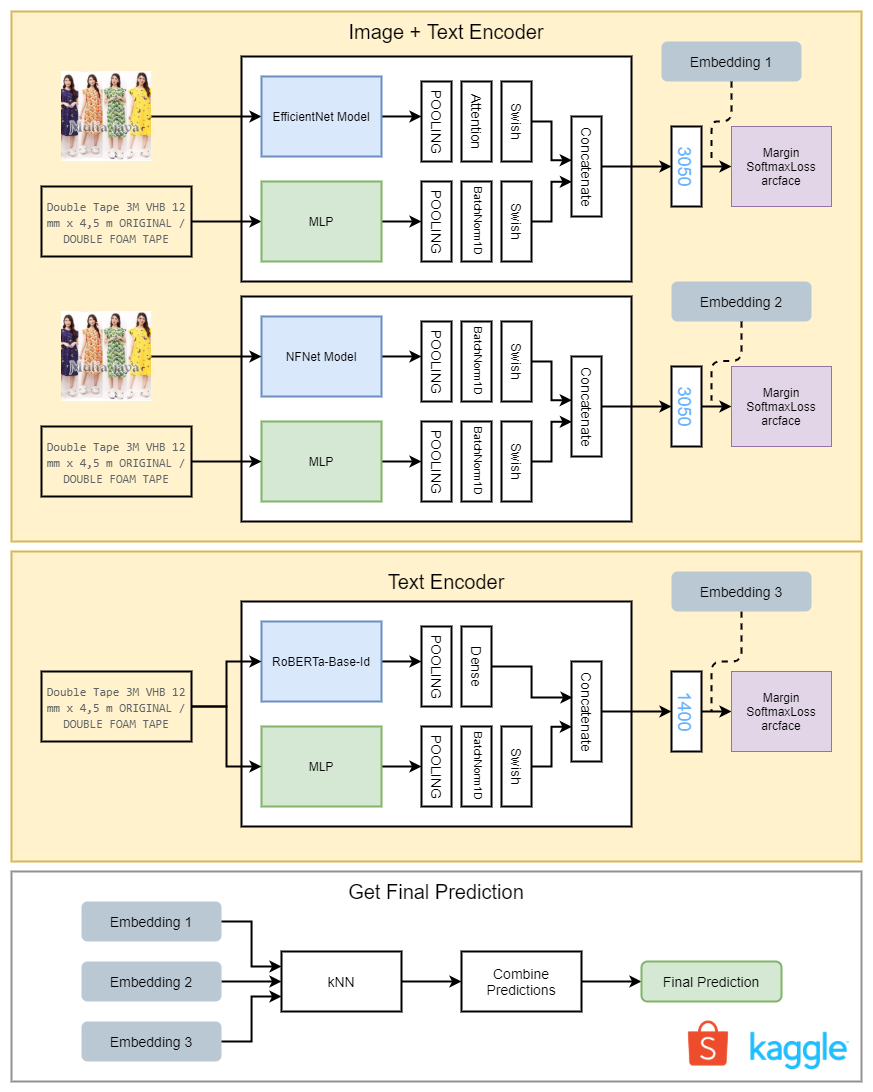 Image + Text Encoder
Embedding 1
EfficientNet Model
POOLING
Attention
Swish
Concatenate
3050
Margin
SoftmaxLoss
arcface
Mulia java
Double Tape 3M VHB 12
mm x 4,5 m ORIGINAL /
DOUBLE FOAM TAPE
MLP
POOLING
BatchNorm1D
Swish
Embedding 2
NFNet Model
POOLING
BatchNorm1D
Swish
Concatenate
3050
Margin
SoftmaxLoss
arcface
Mulia java
Double Tape 3M VHB 12
mm x 4,5 m ORIGINAL /
DOUBLE FOAM TAPE
MLP
POOLING
BatchNorm1D
Swish
Text Encoder
Embedding 3
RoBERTa-Base-Id
POOLING
Dense
Concatenate
1400
Margin
SoftmaxLoss
arcface
Double Tape 3M VHB 12
mm x 4,5 m ORIGINAL /
DOUBLE FOAM TAPE
MLP
POOLING
BatchNorm1D
Swish
Get Final Prediction
Embedding 1
Embedding 2
Embedding 3
kNN
Combine
Predictions
Final Prediction
S
kaggle